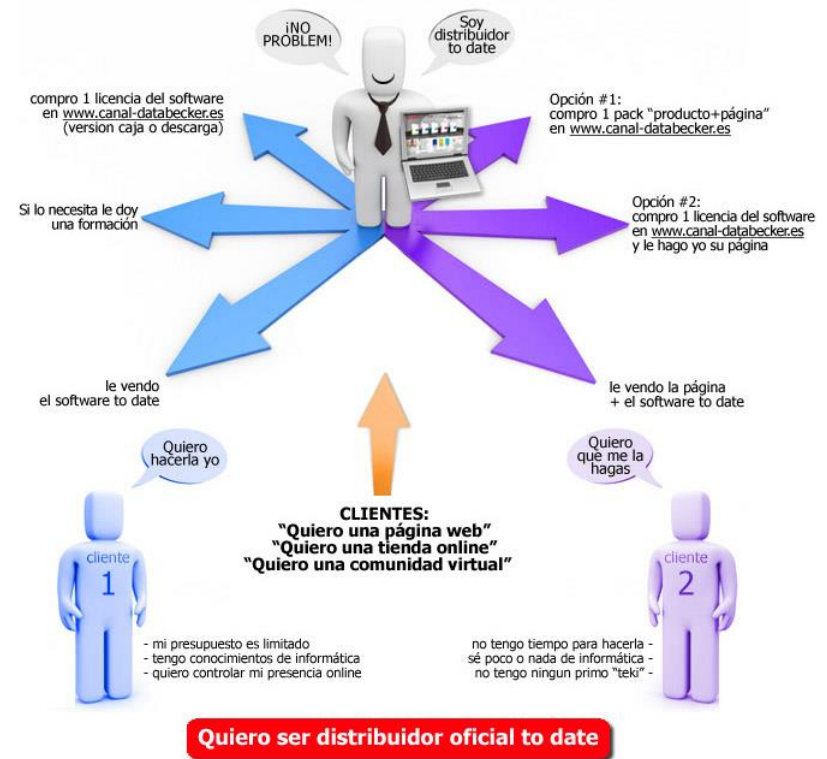 ¡NO
PROBLEM!
Soy
distribuidor
to date
compro 1 licencia del software
en www.canal-databecker.es
(version caja o descarga)
Opción #1:
compro 1 pack “producto+página”
en www.canal-databecker.es
Si lo necesita le doy
una formación
Opción #2:
compro 1 licencia del software
en www.canal-databecker.es
y le hago yo su página
le vendo
el software to date
le vendo la página
+ el software to date
Quiero
hacerla yo
Quiero
que me la
hagas
CLIENTES:
“Quiero una página web”
“Quiero una tienda online”
“Quiero una comunidad virtual”
cliente
1
cliente
2
- mi presupuesto es limitado
- tengo conocimientos de informática
- quiero controlar mi presencia online
no tengo tiempo para hacerla -
sé poco o nada de informática -
no tengo ningun primo “teki” -
Quiero ser distribuidor oficial to date